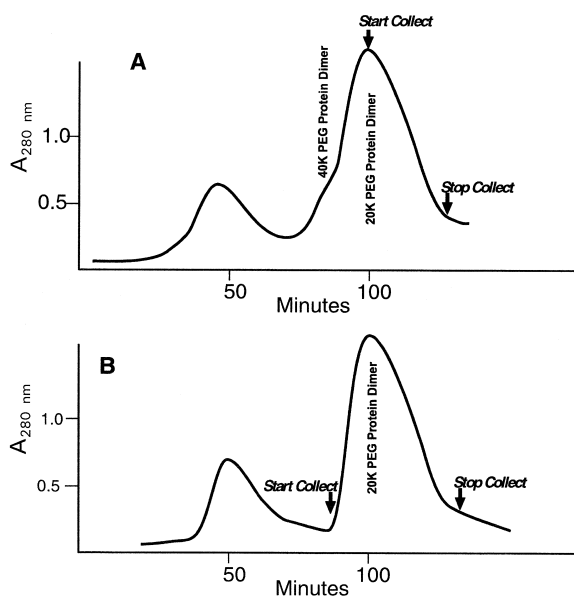 A
Start Collect
40K PEG Protein Dimer
20K PEG Protein Dimer
Stop Collect
1.0
0.5
A280 nm
50
100
Minutes
B
Start Collect
20K PEG Protein Dimer
Stop Collect
1.0
0.5
A280 nm
50
100
Minutes